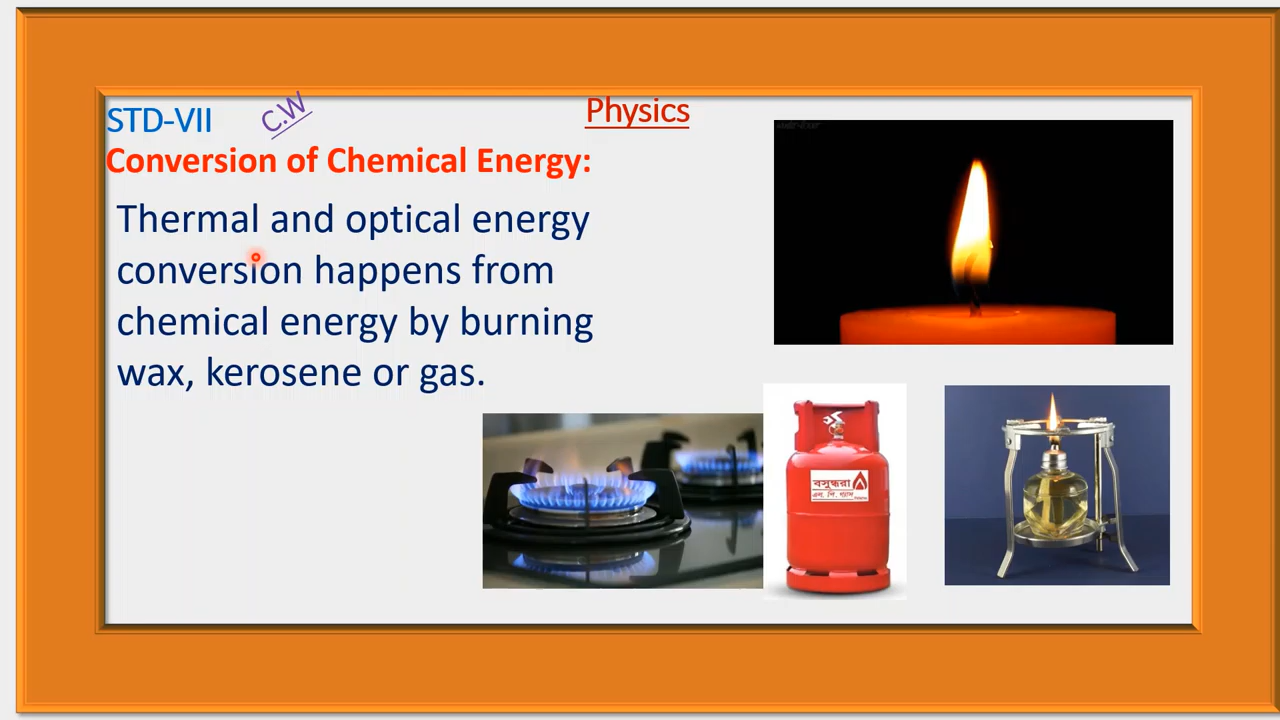 STD-VII
C.W
Physics
Conversion of Chemical Energy:
Thermal and optical energy
conversion happens from
chemical energy by burning
wax, kerosene or gas.
বসুন্ধরা
এল. পি. গ্যাস